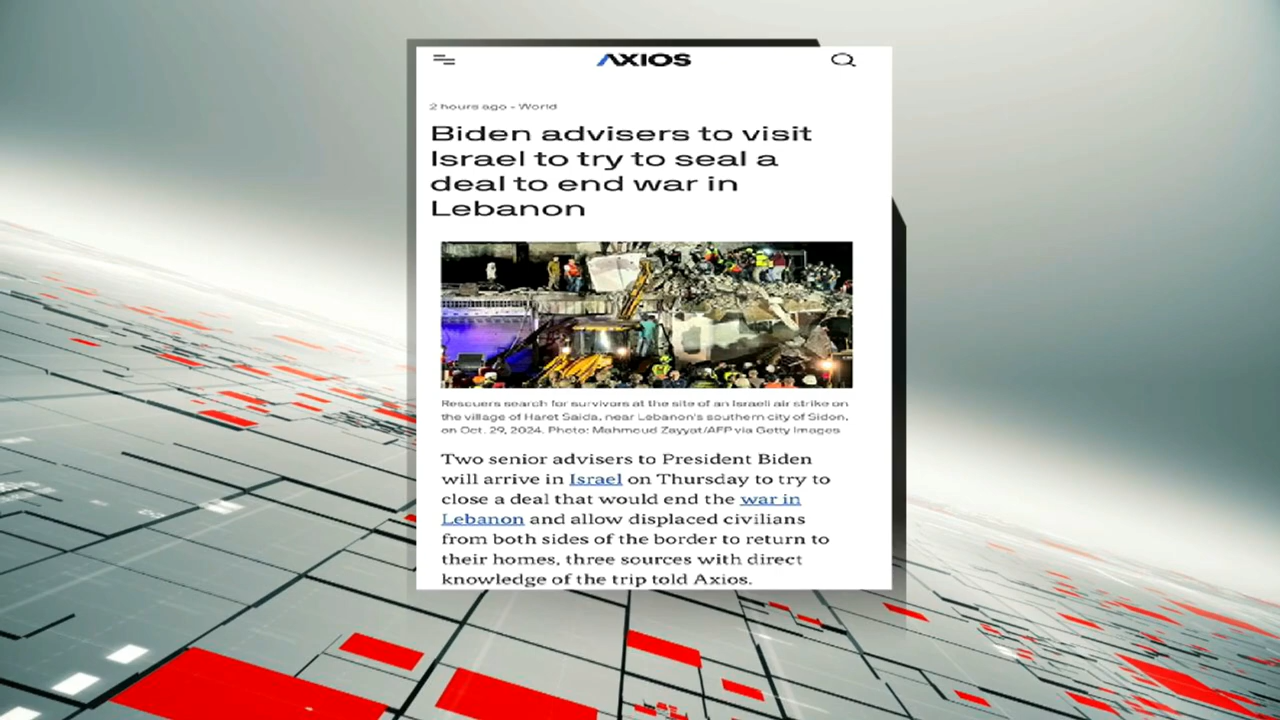 AXIOS
2 hours ago - World
Biden advisers to visit
Israel to try to seal a
deal to end war in
Lebanon
Rescuers search for survivors at the site of an Israeli air strike on
the village of Haret Saida, near Lebanon's southern city of Sidon,
on Oct. 29, 2024. Photo: Mahmoud Zayyat/AFP via Getty Images
Two senior advisers to President Biden
will arrive in Israel on Thursday to try to
close a deal that would end the war in
Lebanon and allow displaced civilians
from both sides of the border to return to
their homes, three sources with direct
knowledge of the trip told Axios.